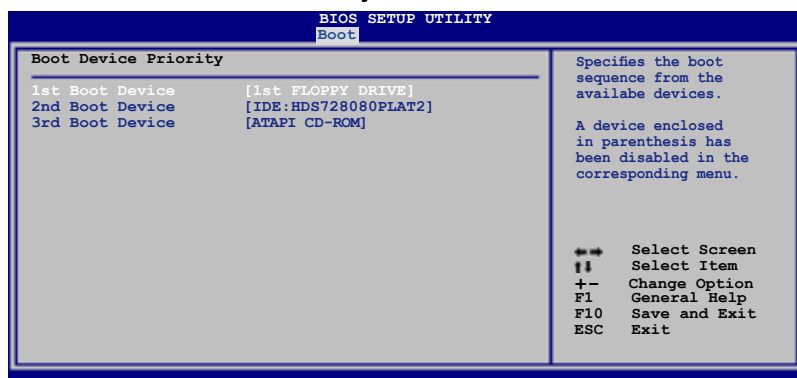 BIOS SETUP UTILITY
Boot
Boot Device Priority
1st Boot Device [1st FLOPPY DRIVE]
2nd Boot Device [IDE:HDS728080PLAT2]
3rd Boot Device [ATAPI CD-ROM]
Specifies the boot
sequence from the
availabe devices.
A device enclosed
in parenthesis has
been disabled in the
corresponding menu.
←→ Select Screen
↑↓ Select Item
+- Change Option
F1 General Help
F10 Save and Exit
ESC Exit